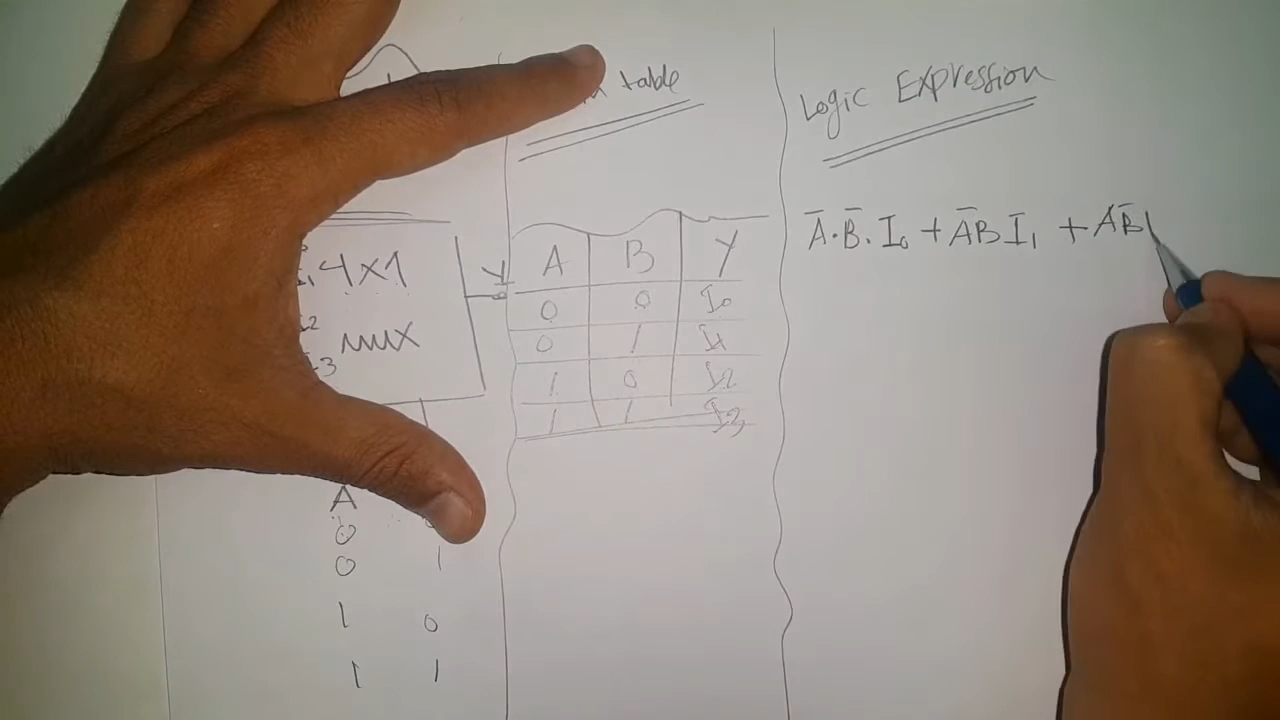 table
Logic Expression
A̅.B̅.I₀ + A̅BI₁ + AB̅
4x1
MUX
Y
A B Y
0 0 I₀
0 1 I₁
1 0 I₂
1 1 I₃
A
0
0 1
1 0
1 1